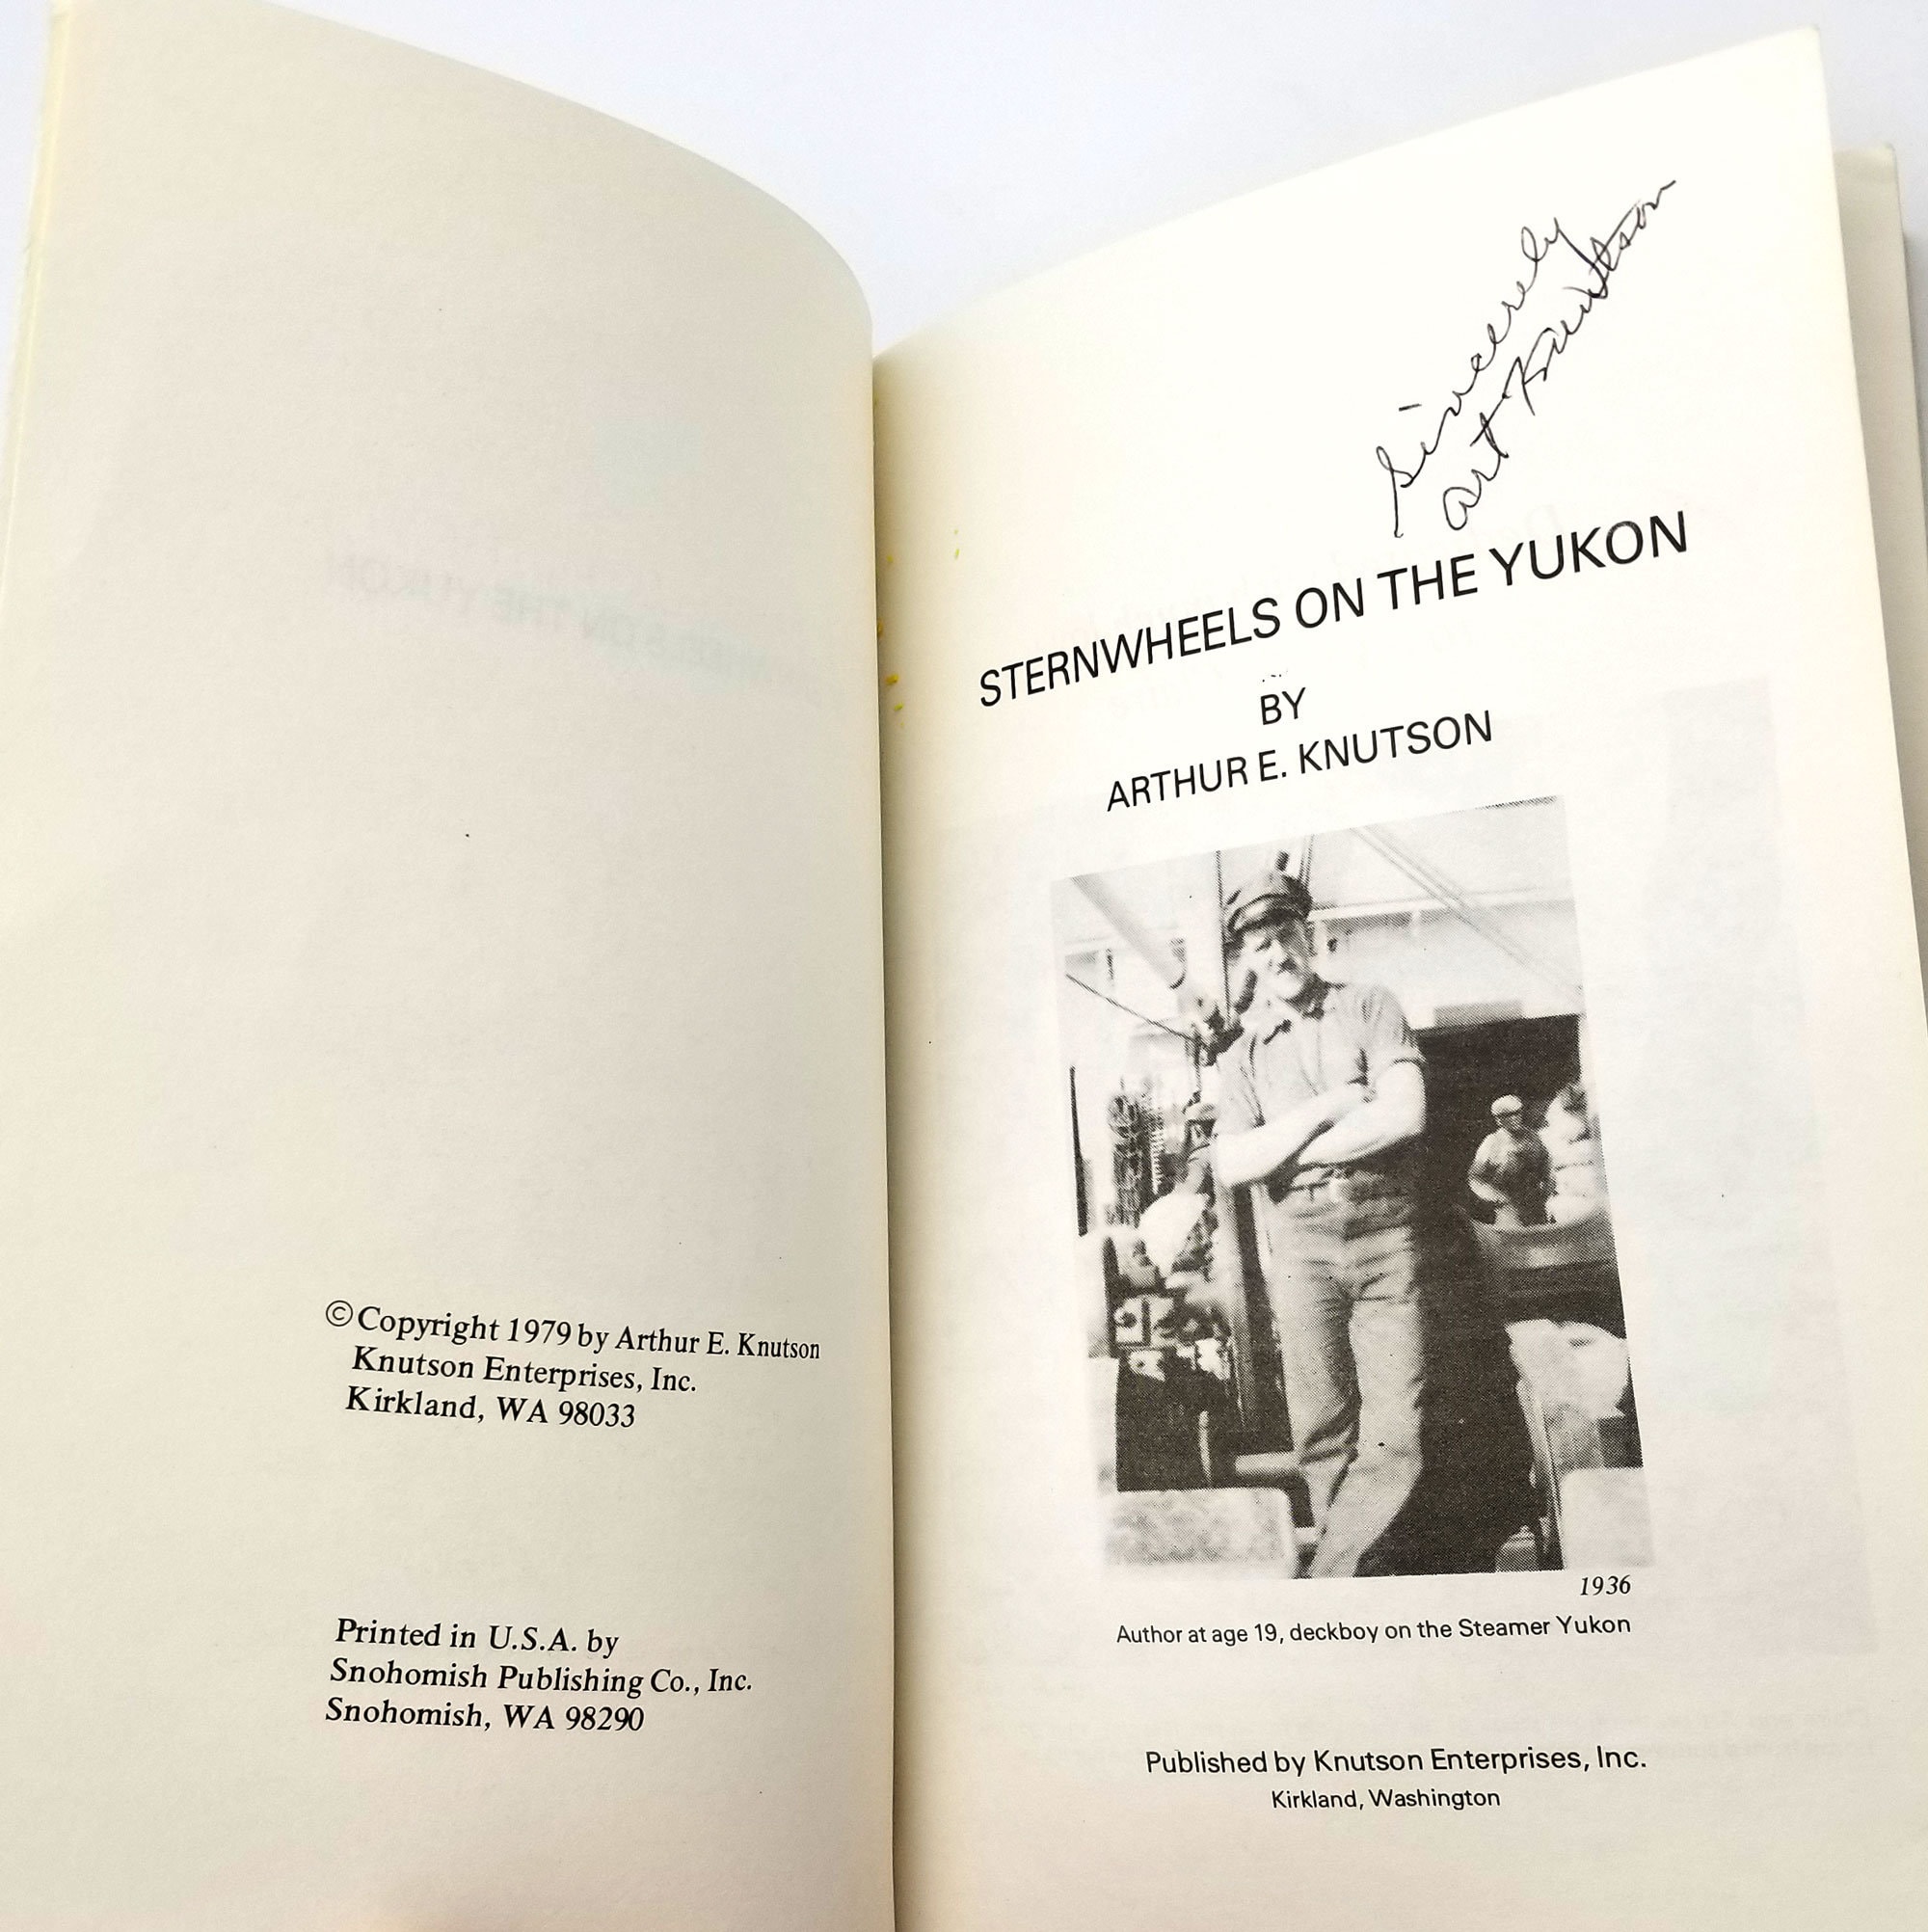 © Copyright 1979 by Arthur E. Knutson
Knutson Enterprises, Inc.
Kirkland, WA 98033
Printed in U.S.A. by
Snohomish Publishing Co., Inc.
Snohomish, WA 98290
Sincerely
Art Knutson
STERNWHEELS ON THE YUKON
BY
ARTHUR E. KNUTSON
1936
Author at age 19, deckboy on the Steamer Yukon
Published by Knutson Enterprises, Inc.
Kirkland, Washington